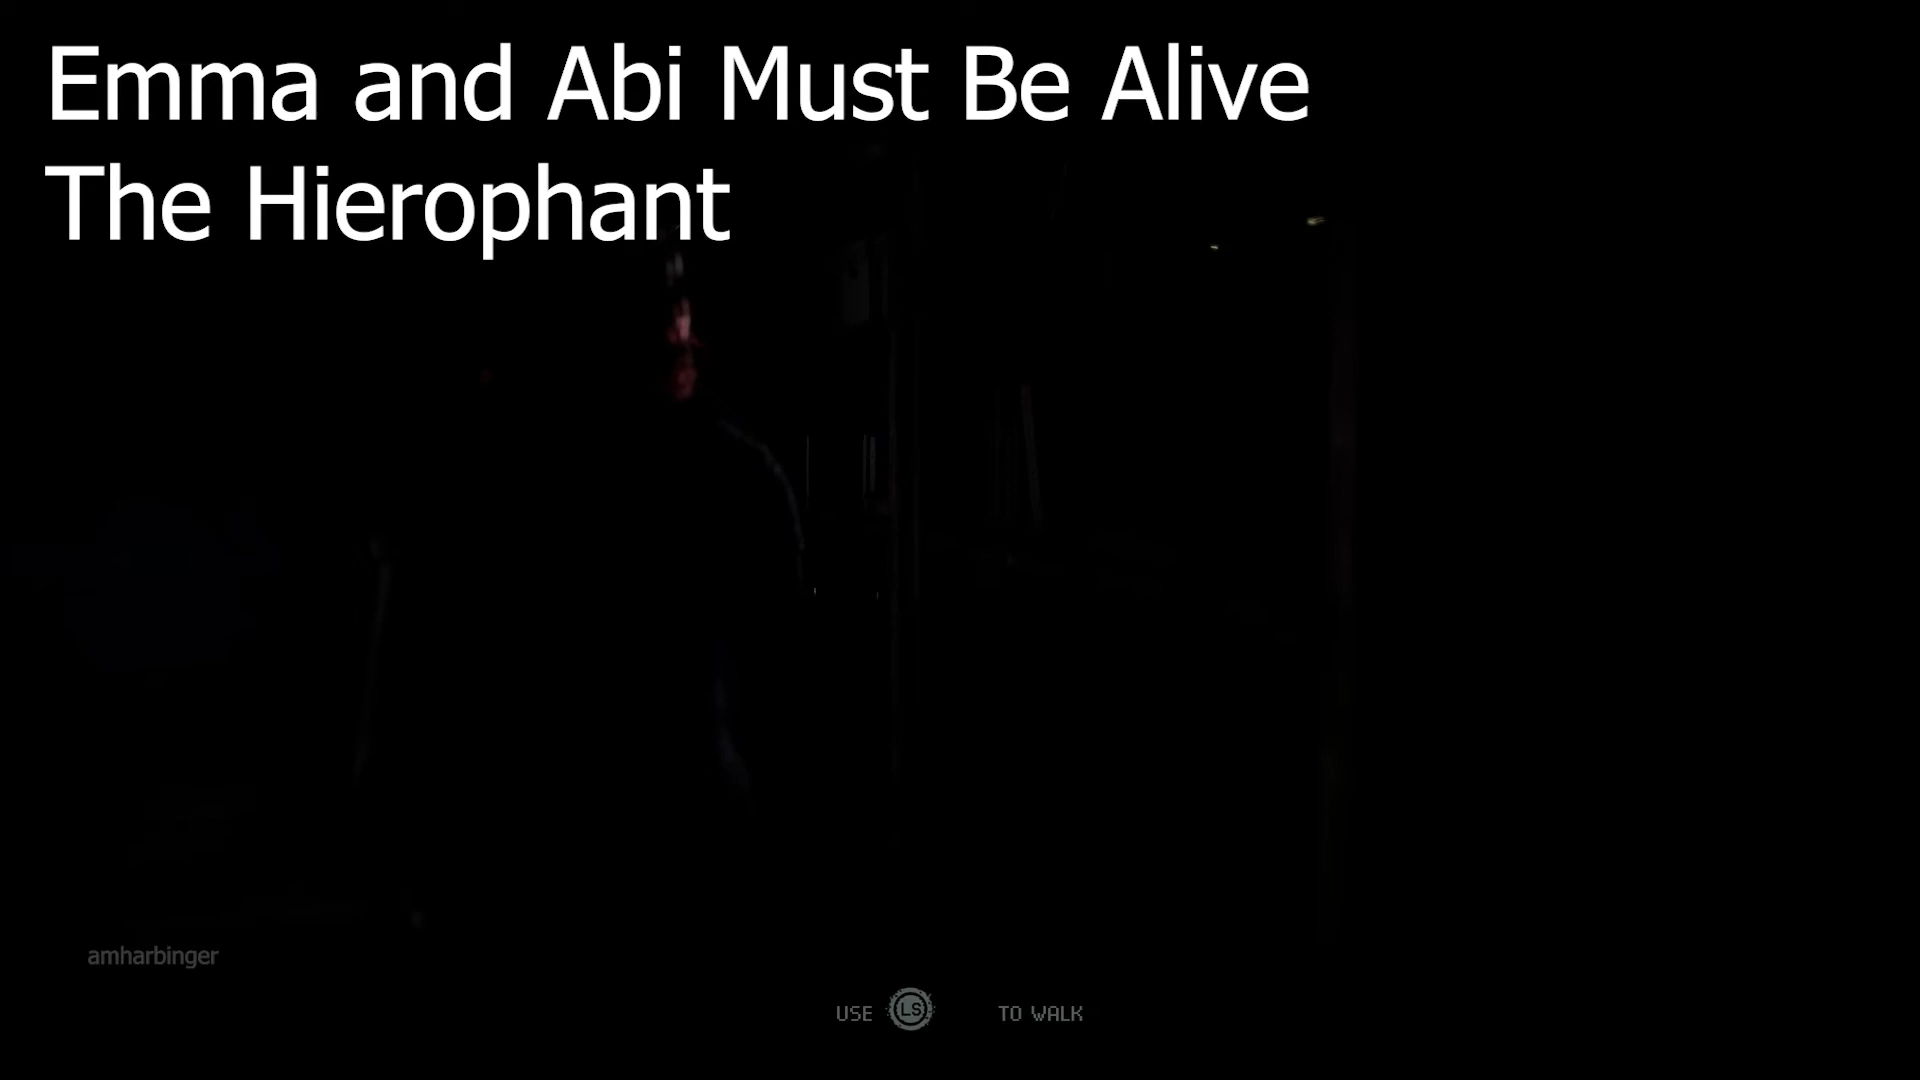 Emma and Abi Must Be Alive
The Hierophant
amharbinger
USE LS TO WALK